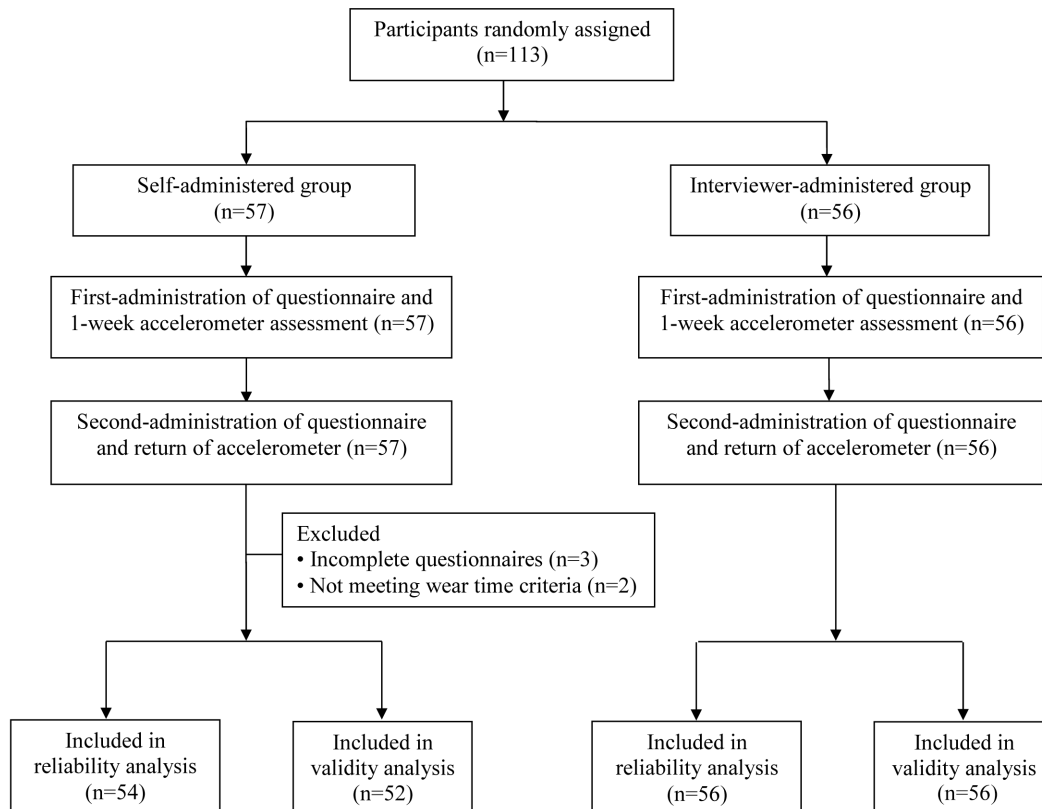 Participants randomly assigned
(n=113)
Self-administered group
(n=57)
Interviewer-administered group
(n=56)
First-administration of questionnaire and
1-week accelerometer assessment (n=57)
First-administration of questionnaire and
1-week accelerometer assessment (n=56)
Second-administration of questionnaire
and return of accelerometer (n=57)
Second-administration of questionnaire
and return of accelerometer (n=56)
Excluded
• Incomplete questionnaires (n=3)
• Not meeting wear time criteria (n=2)
Included in
reliability analysis
(n=54)
Included in
validity analysis
(n=52)
Included in
reliability analysis
(n=56)
Included in
validity analysis
(n=56)